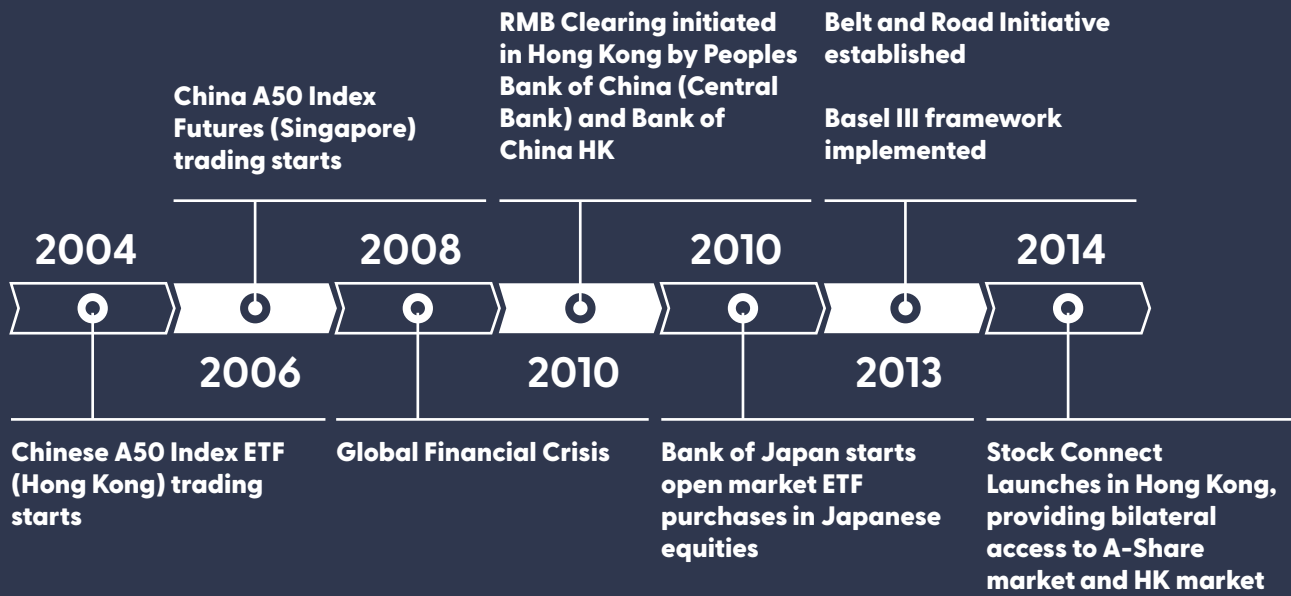 2004
Chinese A50 Index ETF
(Hong Kong) trading
starts
China A50 Index
Futures (Singapore)
trading starts
2006
2008
Global Financial Crisis
RMB Clearing initiated
in Hong Kong by Peoples
Bank of China (Central
Bank) and Bank of
China HK
2010
2010
Bank of Japan starts
open market ETF
purchases in Japanese
equities
Belt and Road Initiative
established
Basel III framework
implemented
2013
2014
Stock Connect
Launches in Hong Kong,
providing bilateral
access to A-Share
market and HK market